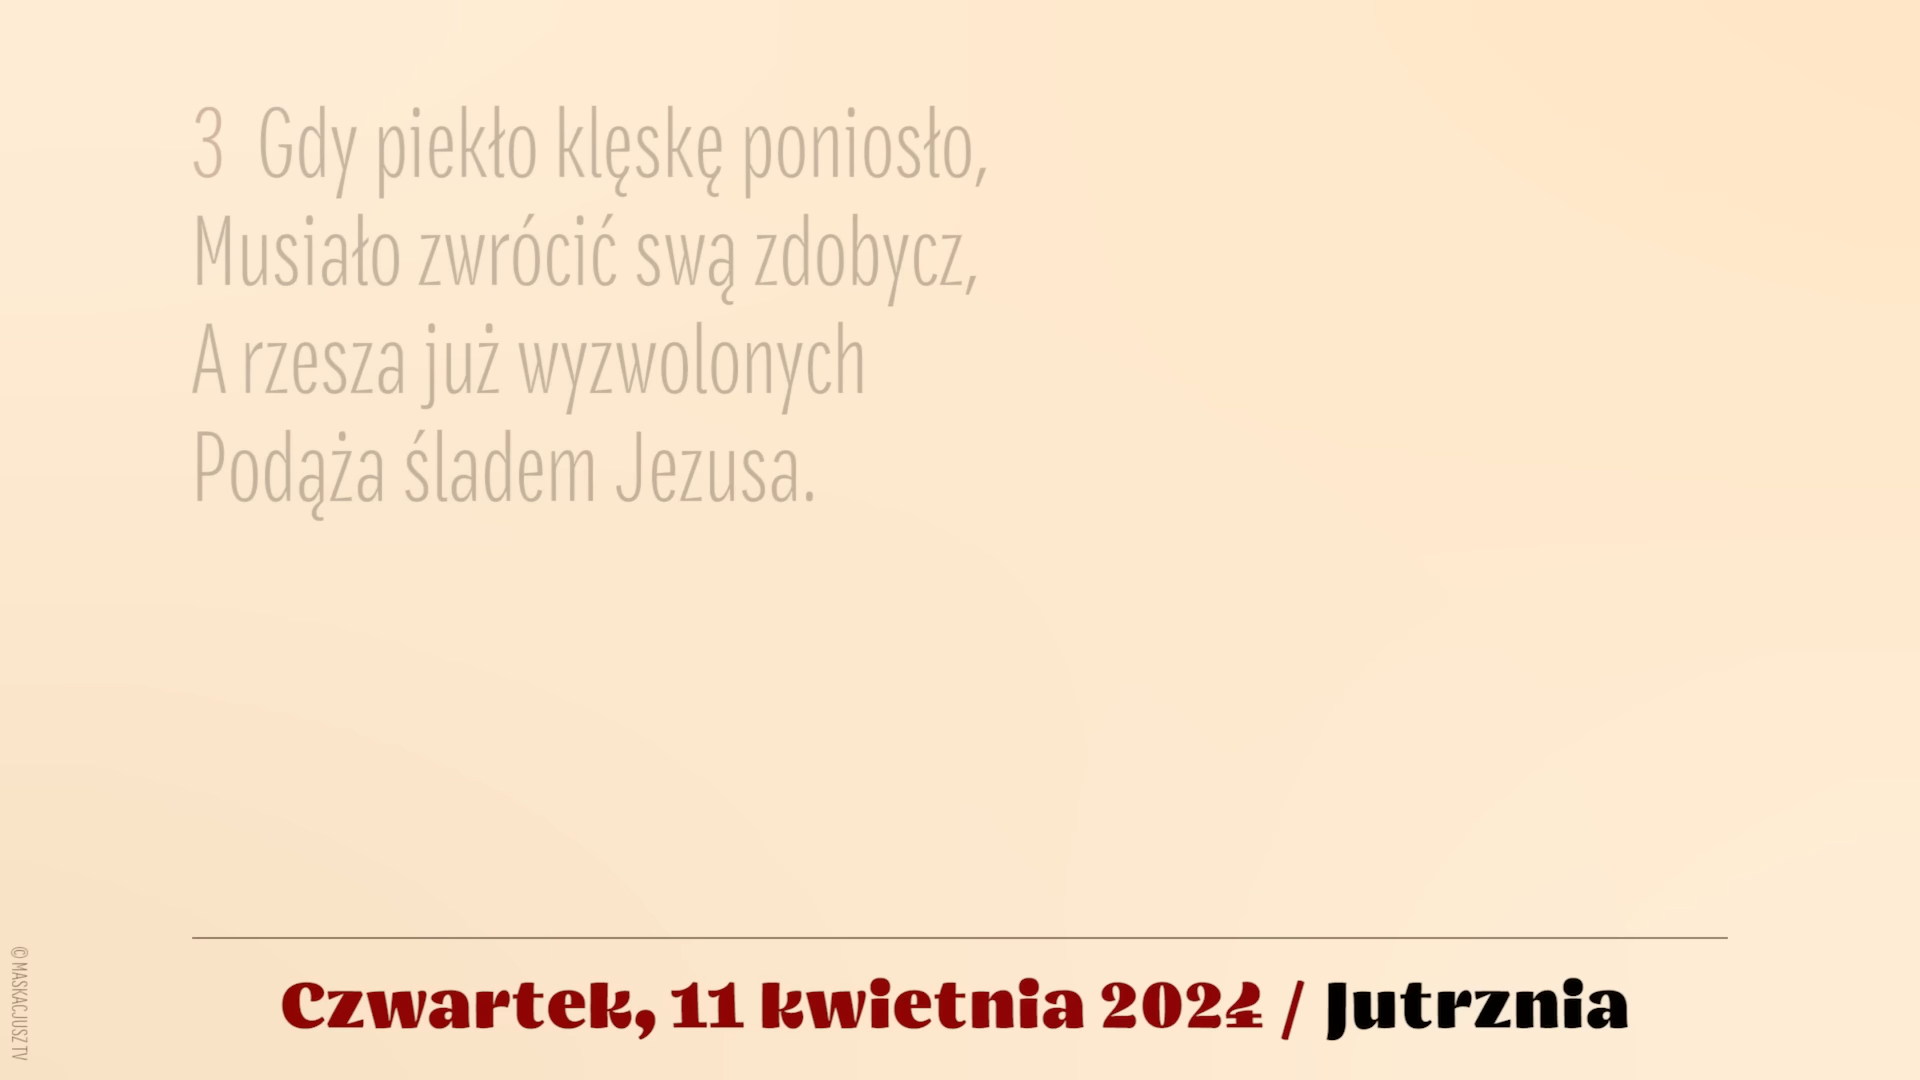 3 Gdy piekło klęskę poniosło,
Musiało zwrócić swą zdobycz,
A rzesza już wyzwolonych
Podąża śladem Jezusa.
© MASKACJUSZ TV
Czwartek, 11 kwietnia 2024 / Jutrznia